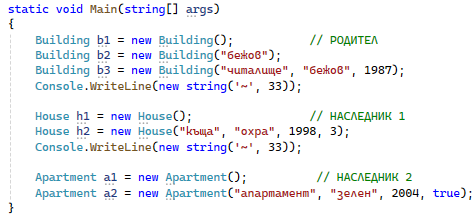 static void Main(string[] args)
{
Building b1 = new Building();           // РОДИТЕЛ
Building b2 = new Building("бежов");
Building b3 = new Building("читалище", "бежов", 1987);
Console.WriteLine(new string('~', 33));
House h1 = new House();                 // НАСЛЕДНИК 1
House h2 = new House("къща", "охра", 1998, 3);
Console.WriteLine(new string('~', 33));
Apartment a1 = new Apartment();          // НАСЛЕДНИК 2
Apartment a2 = new Apartment("апартамент", "зелен", 2004, true);
}